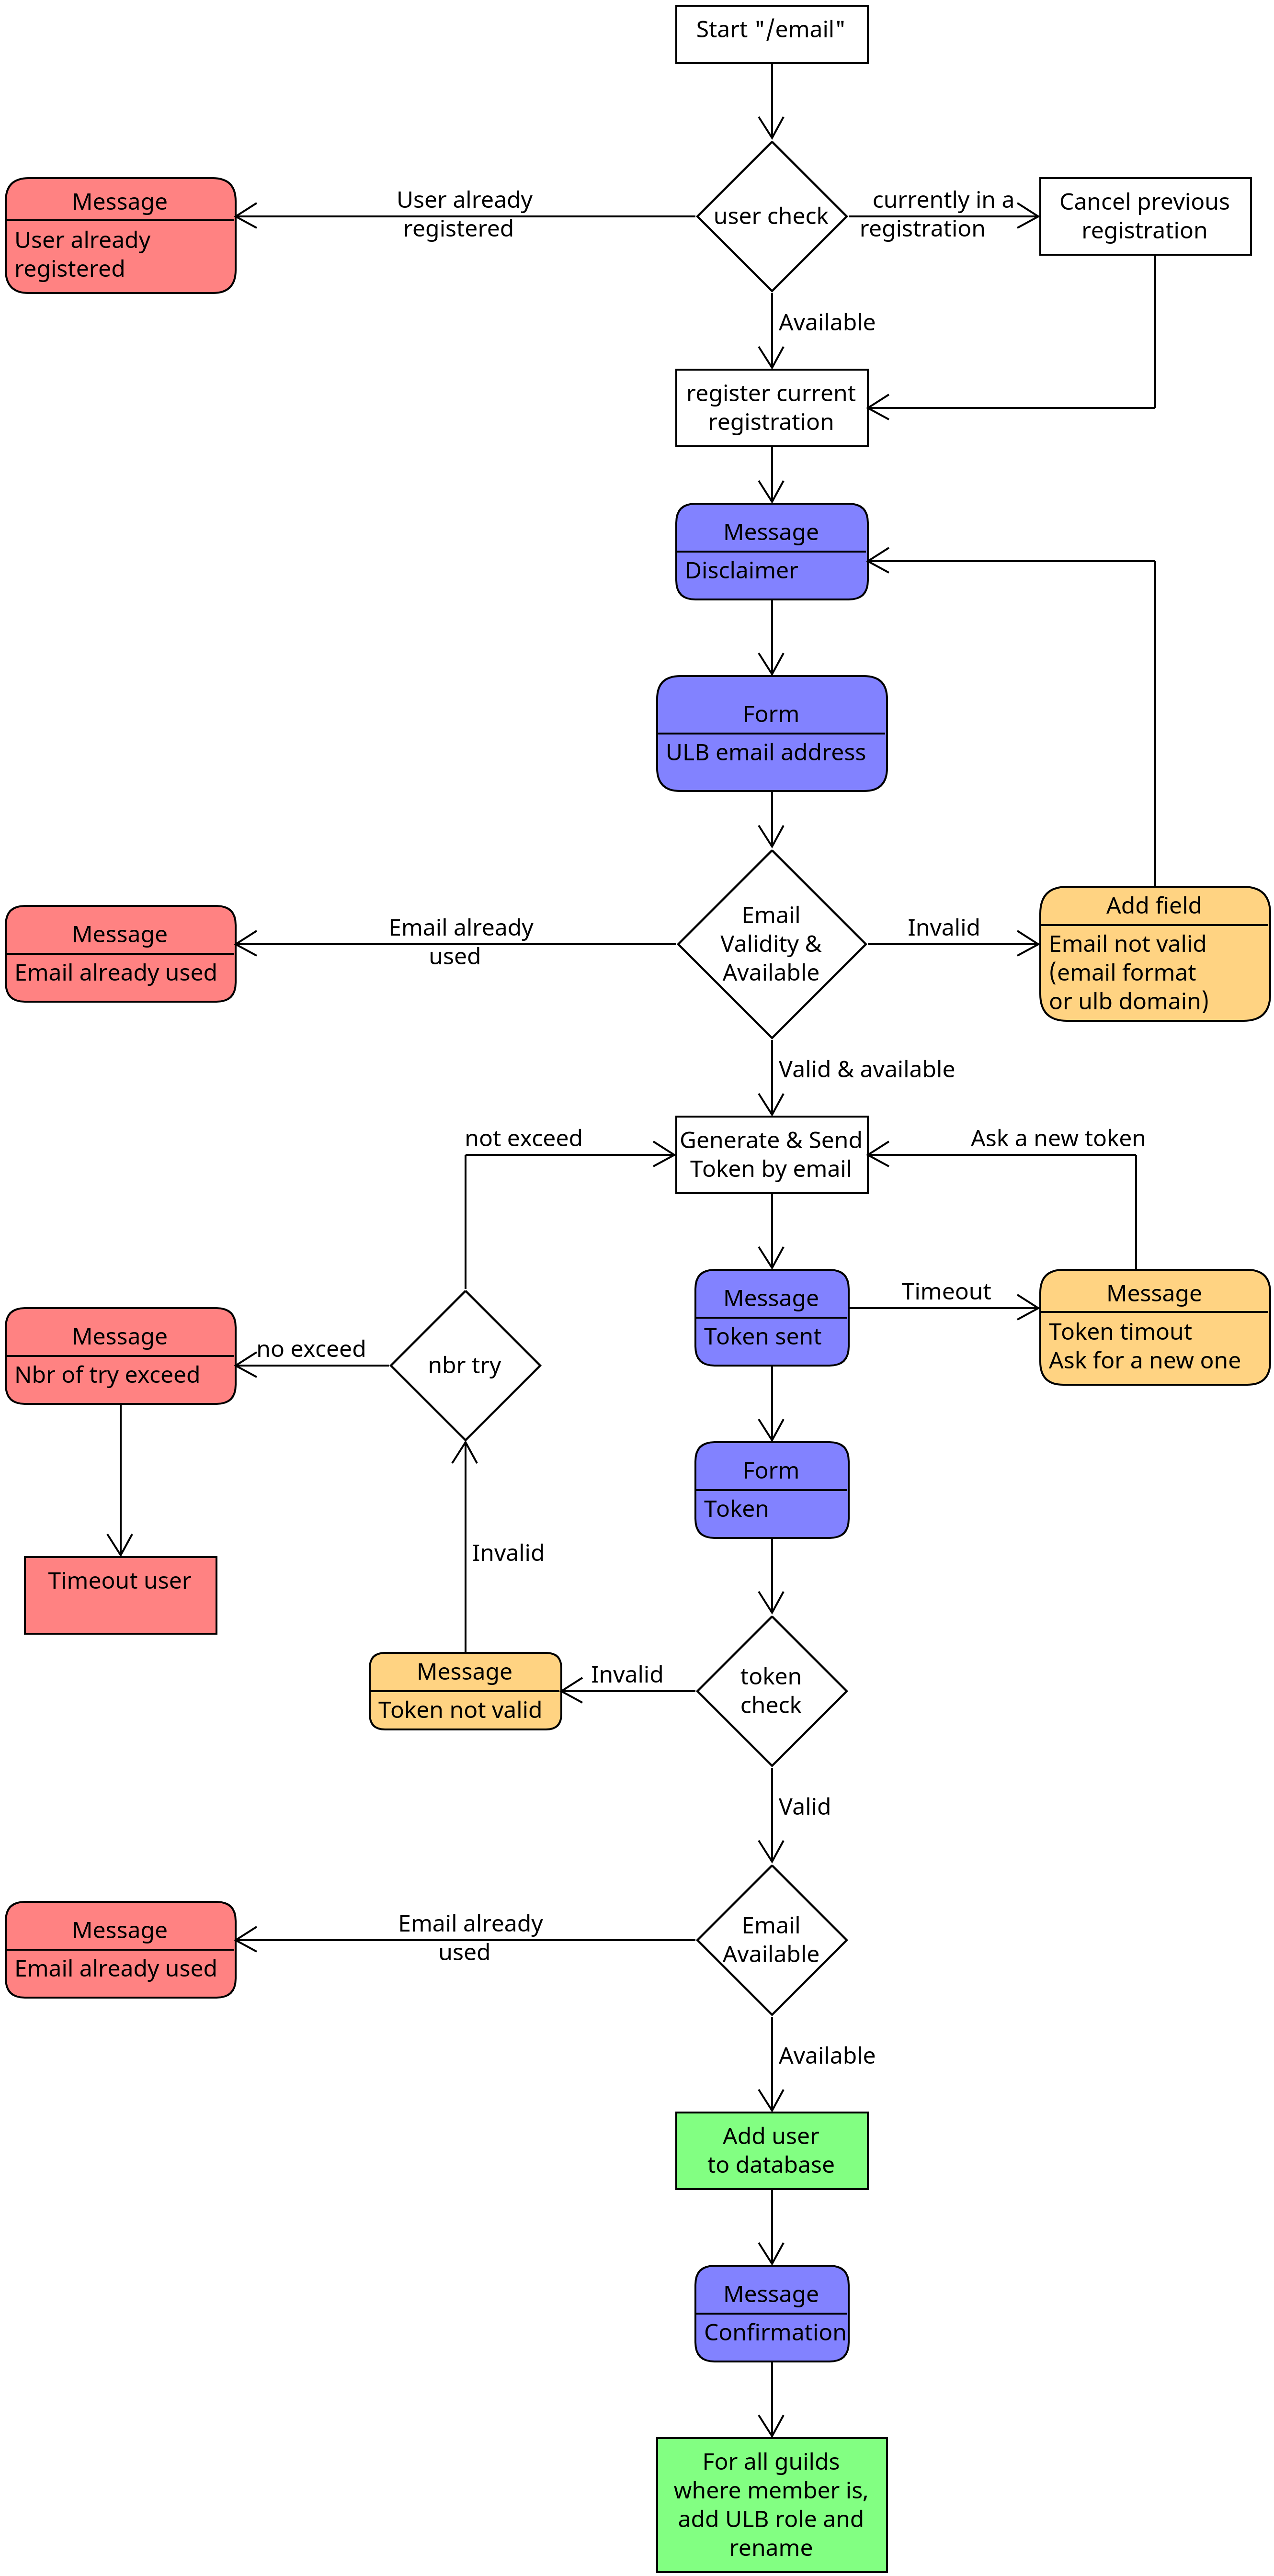 Start "/email"
Message
User already
registered
User already
registered
user check
currently in a
registration
Cancel previous
registration
Available
register current
registration
Message
Disclaimer
Form
ULB email address
Message
Email already used
Email already
used
Email
Validity &
Available
Invalid
Add field
Email not valid
(email format
or ulb domain)
Valid & available
not exceed
Generate & Send
Token by email
Ask a new token
Message
Nbr of try exceed
no exceed
nbr try
Message
Token sent
Timeout
Message
Token timout
Ask for a new one
Form
Token
Timeout user
Invalid
Message
Token not valid
Invalid
token
check
Valid
Message
Email already used
Email already
used
Email
Available
Available
Add user
to database
Message
Confirmation
For all guilds
where member is,
add ULB role and
rename